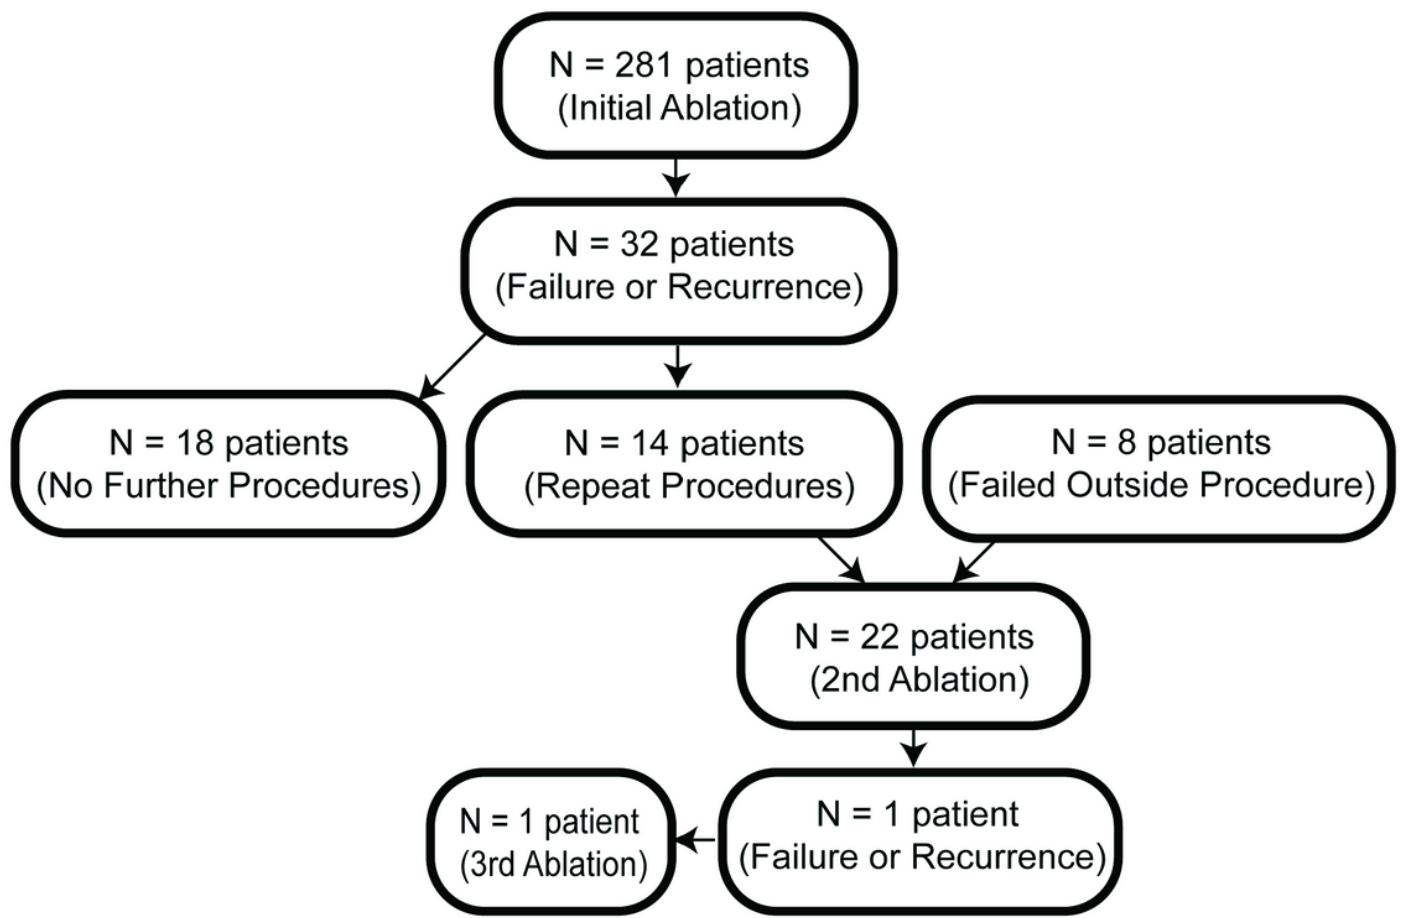 N = 281 patients
(Initial Ablation)
N = 32 patients
(Failure or Recurrence)
N = 18 patients
(No Further Procedures)
N = 14 patients
(Repeat Procedures)
N = 8 patients
(Failed Outside Procedure)
N = 22 patients
(2nd Ablation)
N = 1 patient
(3rd Ablation)
N = 1 patient
(Failure or Recurrence)